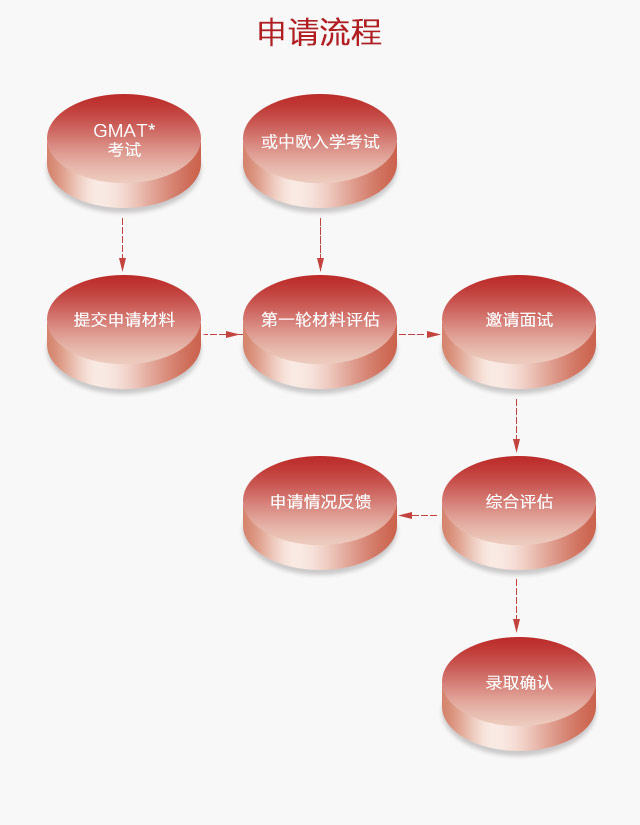 申请流程
GMAT*
考试
或中欧入学考试
提交申请材料
第一轮材料评估
邀请面试
申请情况反馈
综合评估
录取确认